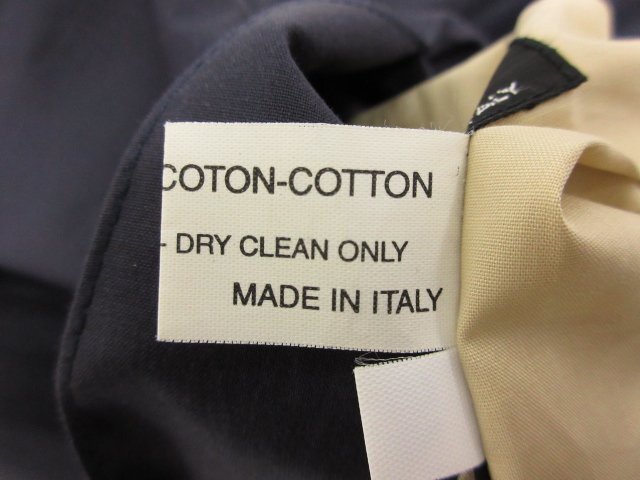 COTON-COTTON
- DRY CLEAN ONLY
MADE IN ITALY